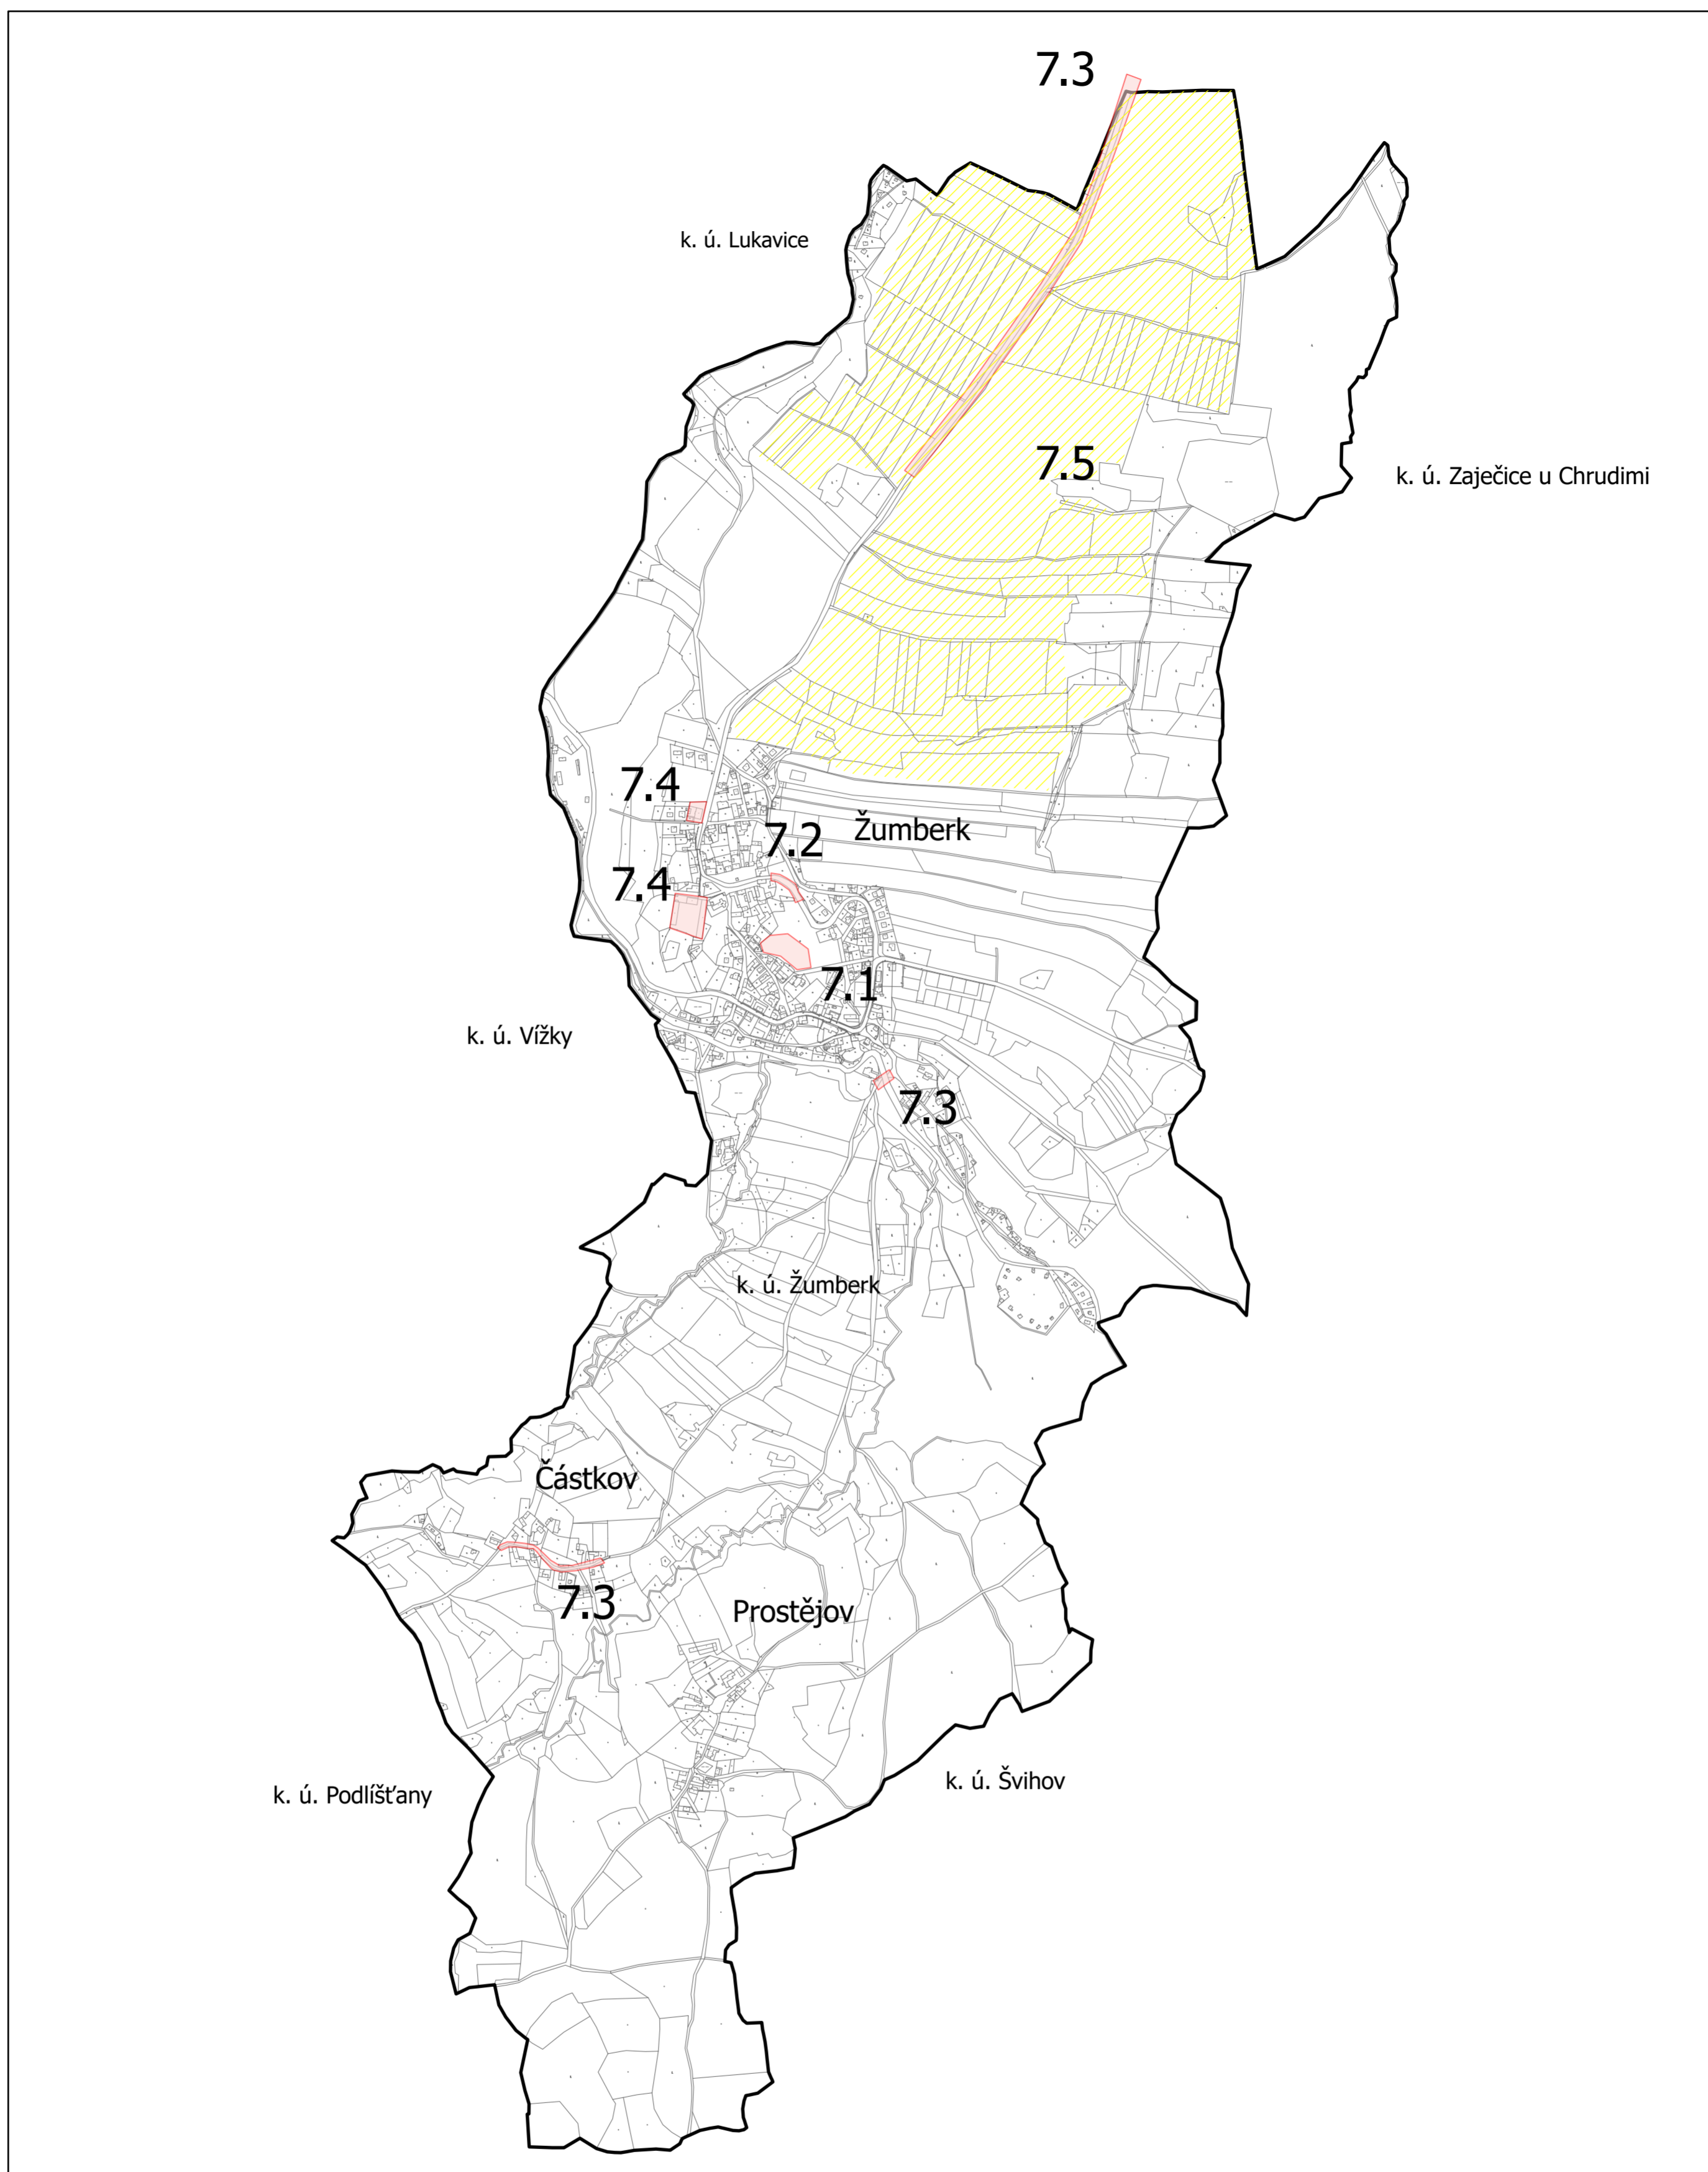 7.3
k. ú. Lukavice
7.5
k. ú. Zaječice u Chrudimi
7.4
7.2
Žumberk
7.4
7.1
k. ú. Vížky
7.3
k. ú. Žumberk
Částkov
7.3
Prostějov
k. ú. Švihov
k. ú. Podlíšťany